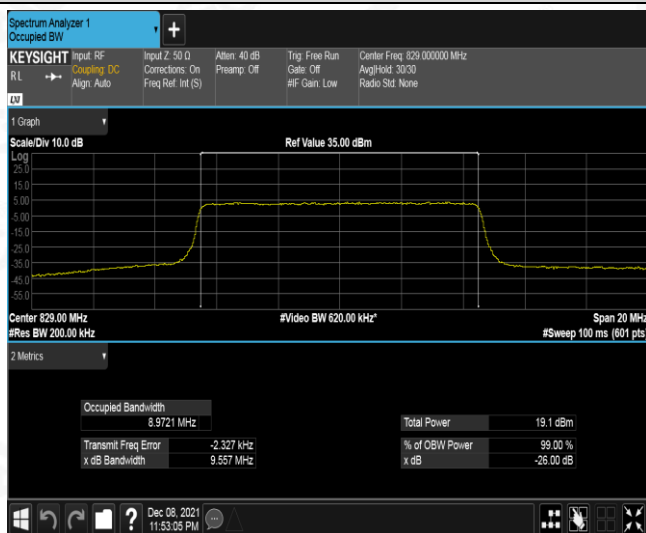 Spectrum Analyzer 1
Occupied BW
KEYSIGHT Input: RF Input Z: 50 Ω Atten: 40 dB Trig: Free Run Center Freq: 829.000000 MHz
RL Coupling: DC Corrections: On Preamp: Off Gate: Off Avg|Hold: 30/30
Align: Auto Freq Ref: Int (S) #IF Gain: Low Radio Std: None
LXI
1 Graph
Scale/Div 10.0 dB Ref Value 35.00 dBm
Log
25.0
15.0
5.00
-5.00
-15.0
-25.0
-35.0
-45.0
-55.0
Center 829.00 MHz #Video BW 620.00 kHz* Span 20 MHz
#Res BW 200.00 kHz #Sweep 100 ms (601 pts)
2 Metrics
Occupied Bandwidth
8.9721 MHz Total Power 19.1 dBm
Transmit Freq Error -2.327 kHz % of OBW Power 99.00 %
x dB Bandwidth 9.557 MHz x dB -26.00 dB
? Dec 08, 2021
11:53:05 PM